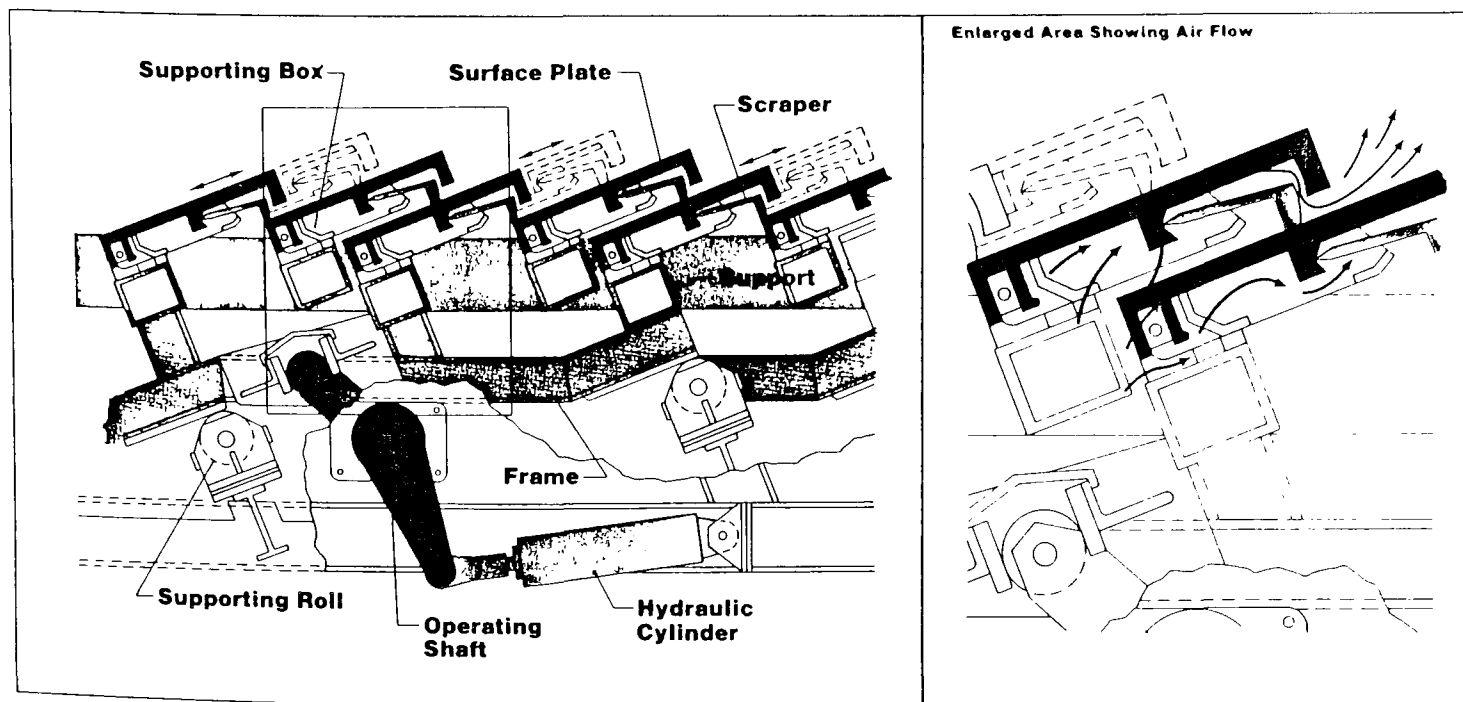 Enlarged Area Showing Air Flow
Supporting Box
Surface Plate
Scraper
Support
Frame
Supporting Roll
Operating
Shaft
Hydraulic
Cylinder